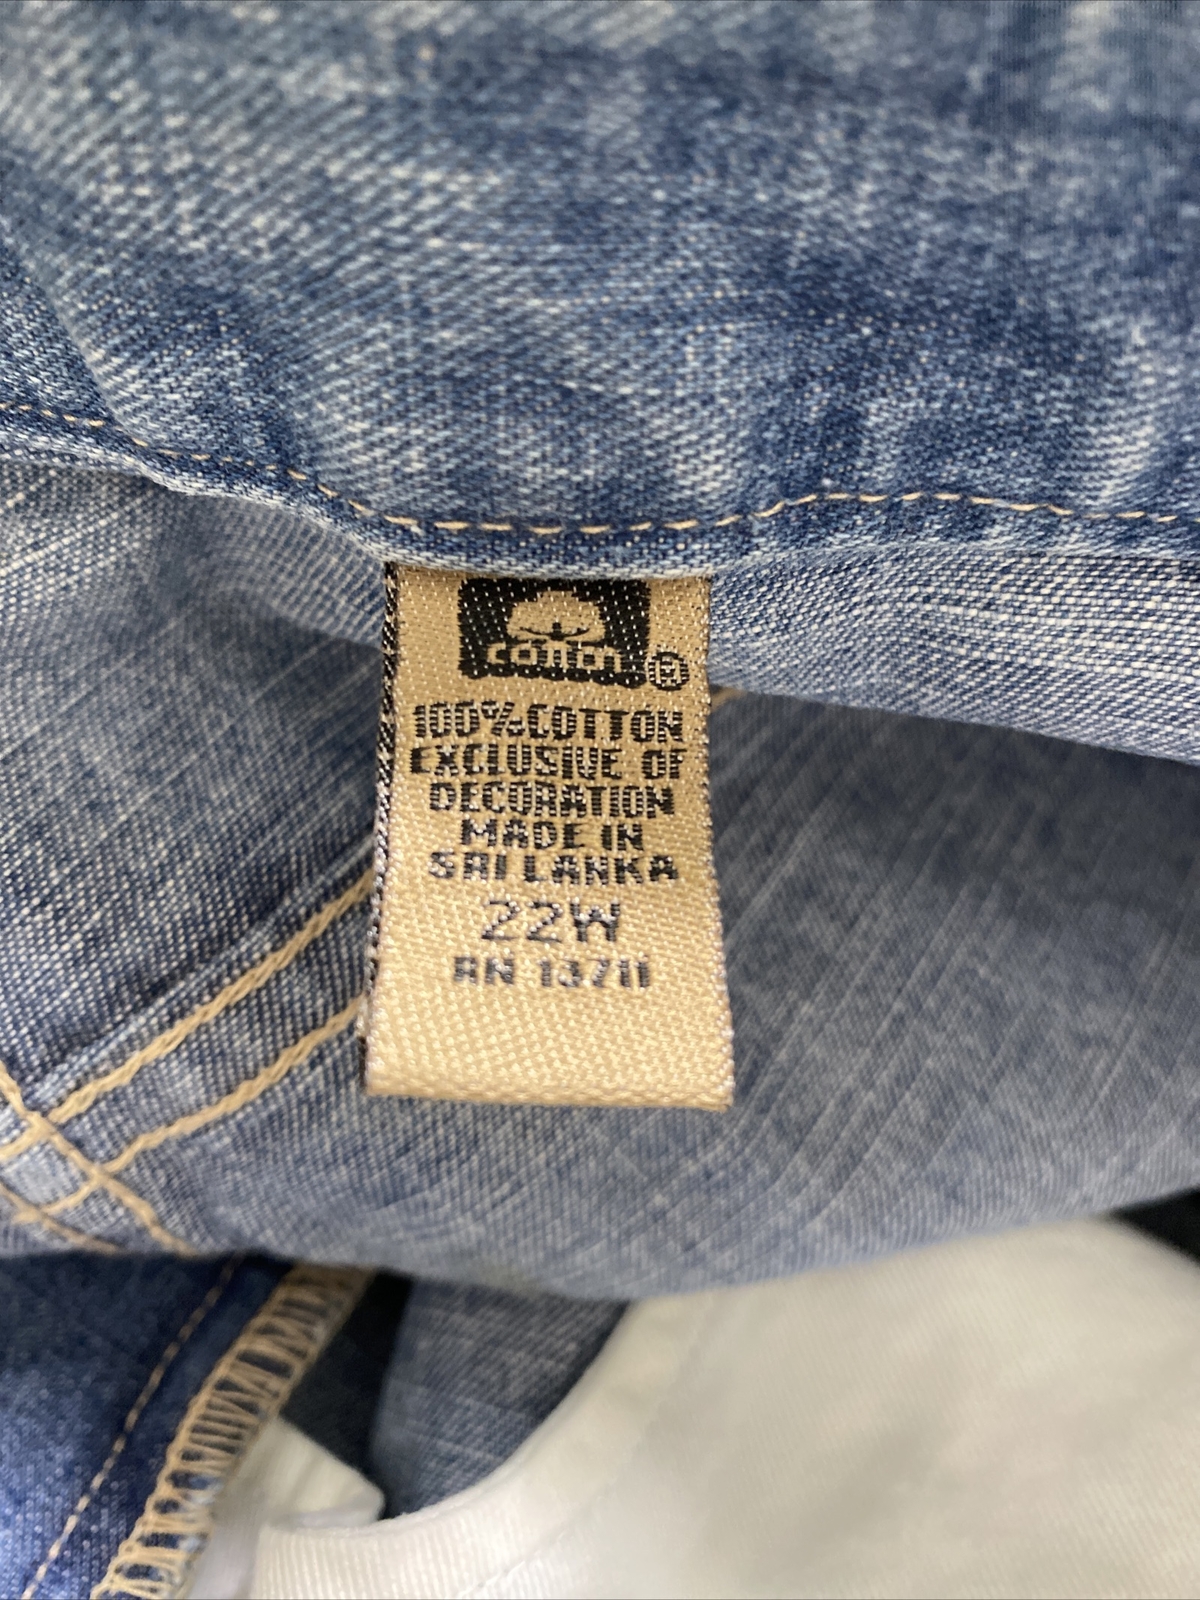 cotton®
100%COTTON
EXCLUSIVE OF
DECORATION
MADE IN
SRI LANKA
22W
RN 13711